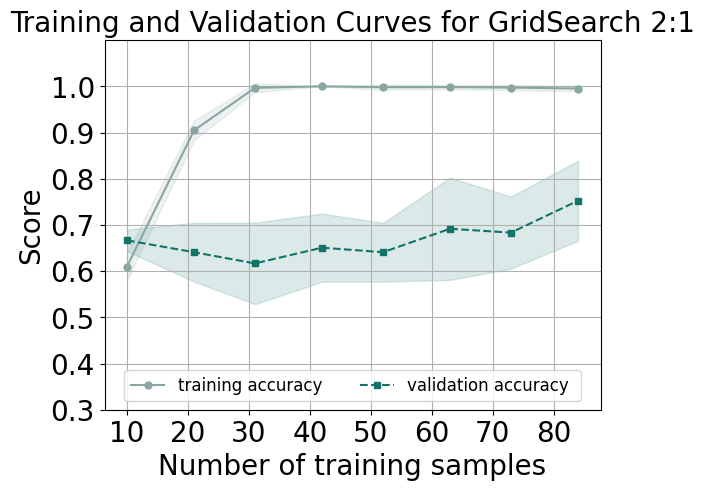 Training and Validation Curves for GridSearch 2:1
Score
1.0
0.9
0.8
0.7
0.6
0.5
0.4
0.3
training accuracy validation accuracy
10 20 30 40 50 60 70 80
Number of training samples